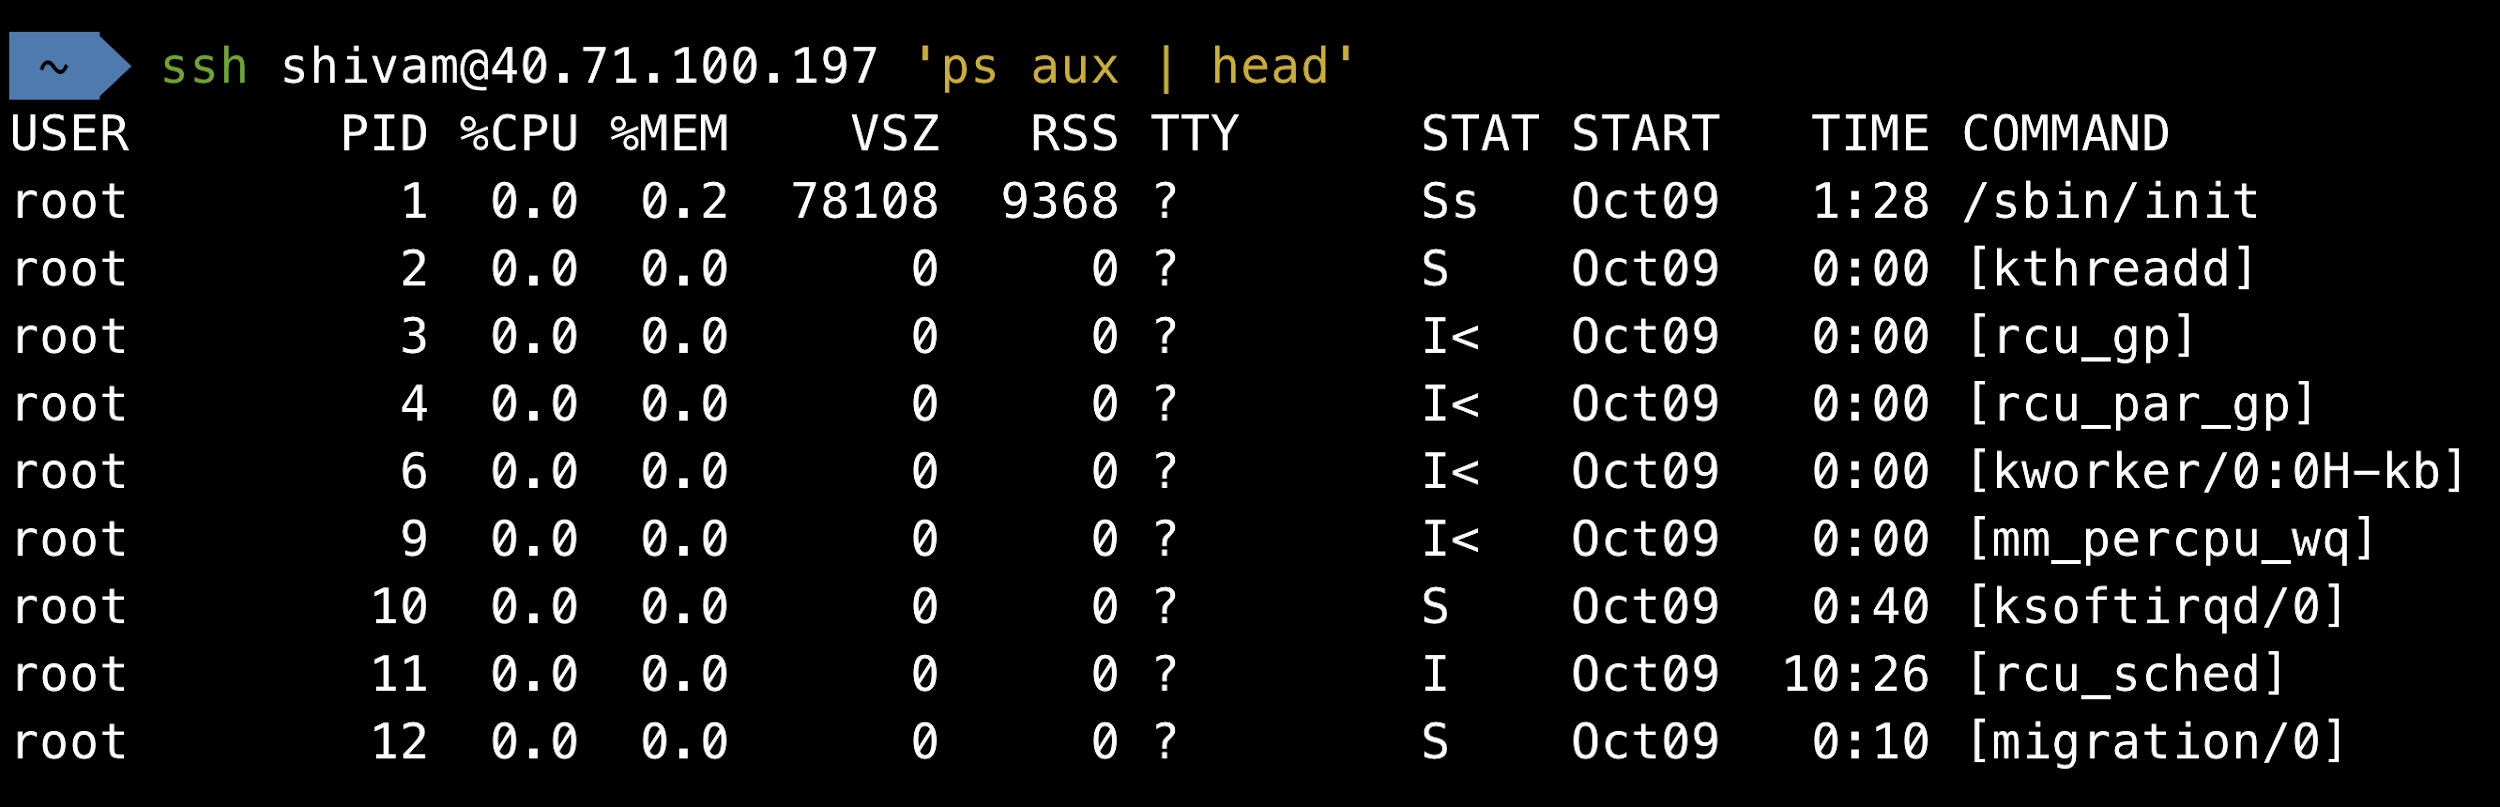 ~ ssh shivam@40.71.100.197 'ps aux | head'
USER       PID %CPU %MEM    VSZ   RSS TTY      STAT START   TIME COMMAND
root         1  0.0  0.2  78108  9368 ?        Ss   Oct09   1:28 /sbin/init
root         2  0.0  0.0      0     0 ?        S    Oct09   0:00 [kthreadd]
root         3  0.0  0.0      0     0 ?        I<   Oct09   0:00 [rcu_gp]
root         4  0.0  0.0      0     0 ?        I<   Oct09   0:00 [rcu_par_gp]
root         6  0.0  0.0      0     0 ?        I<   Oct09   0:00 [kworker/0:0H-kb]
root         9  0.0  0.0      0     0 ?        I<   Oct09   0:00 [mm_percpu_wq]
root        10  0.0  0.0      0     0 ?        S    Oct09   0:40 [ksoftirqd/0]
root        11  0.0  0.0      0     0 ?        I    Oct09  10:26 [rcu_sched]
root        12  0.0  0.0      0     0 ?        S    Oct09   0:10 [migration/0]